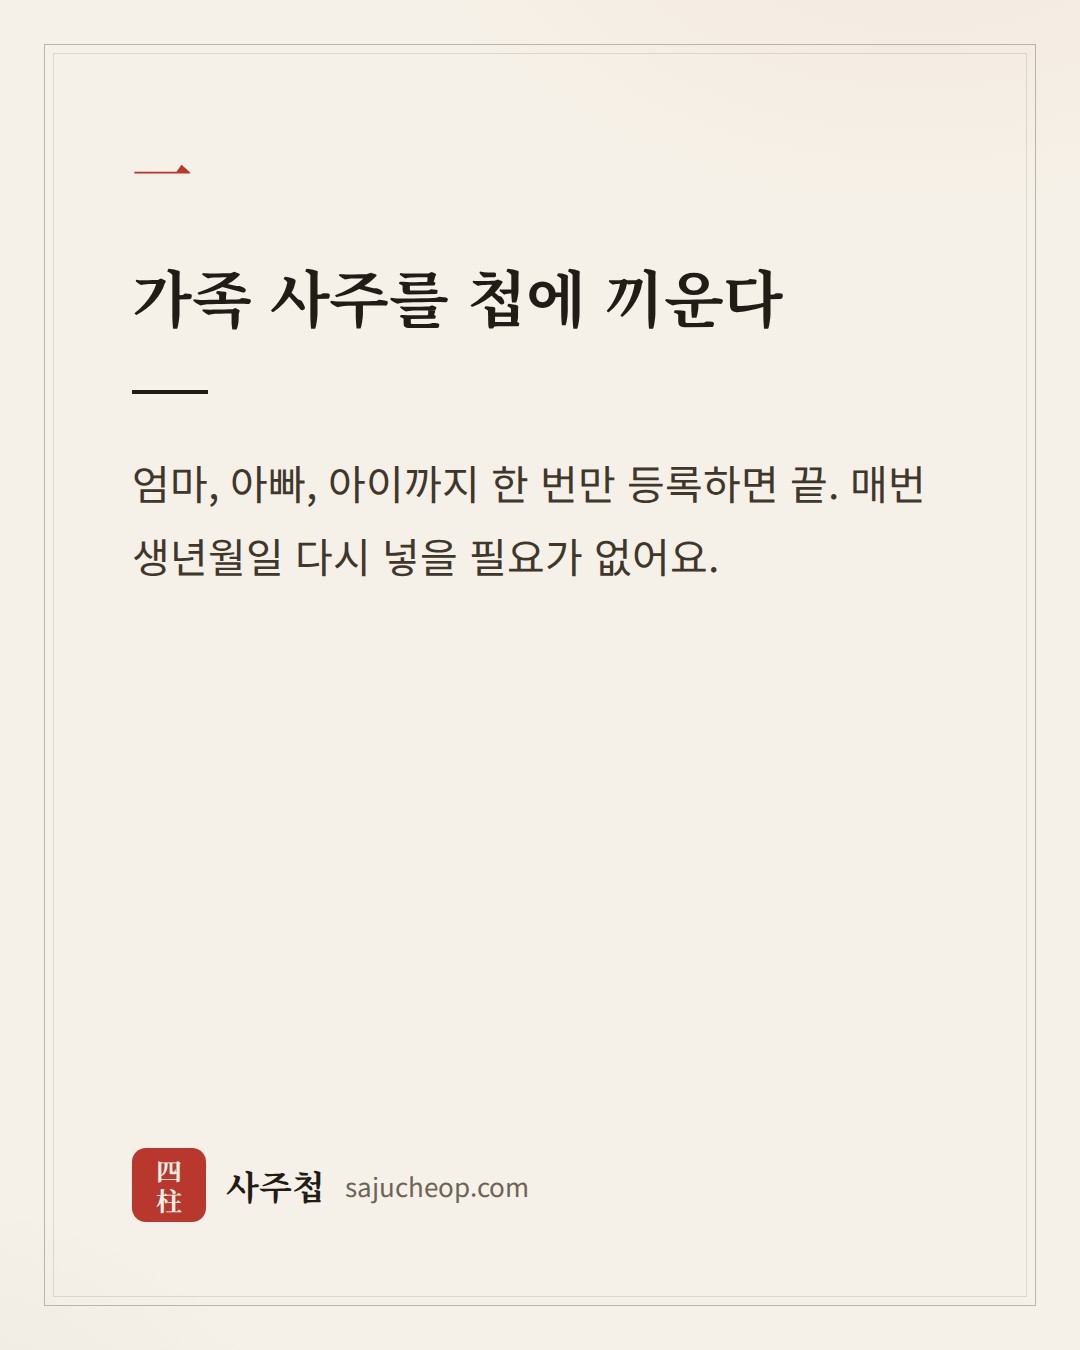 一
가족 사주를 첩에 끼운다
엄마, 아빠, 아이까지 한 번만 등록하면 끝. 매번
생년월일 다시 넣을 필요가 없어요.
四
柱
사주첩 sajucheop.com